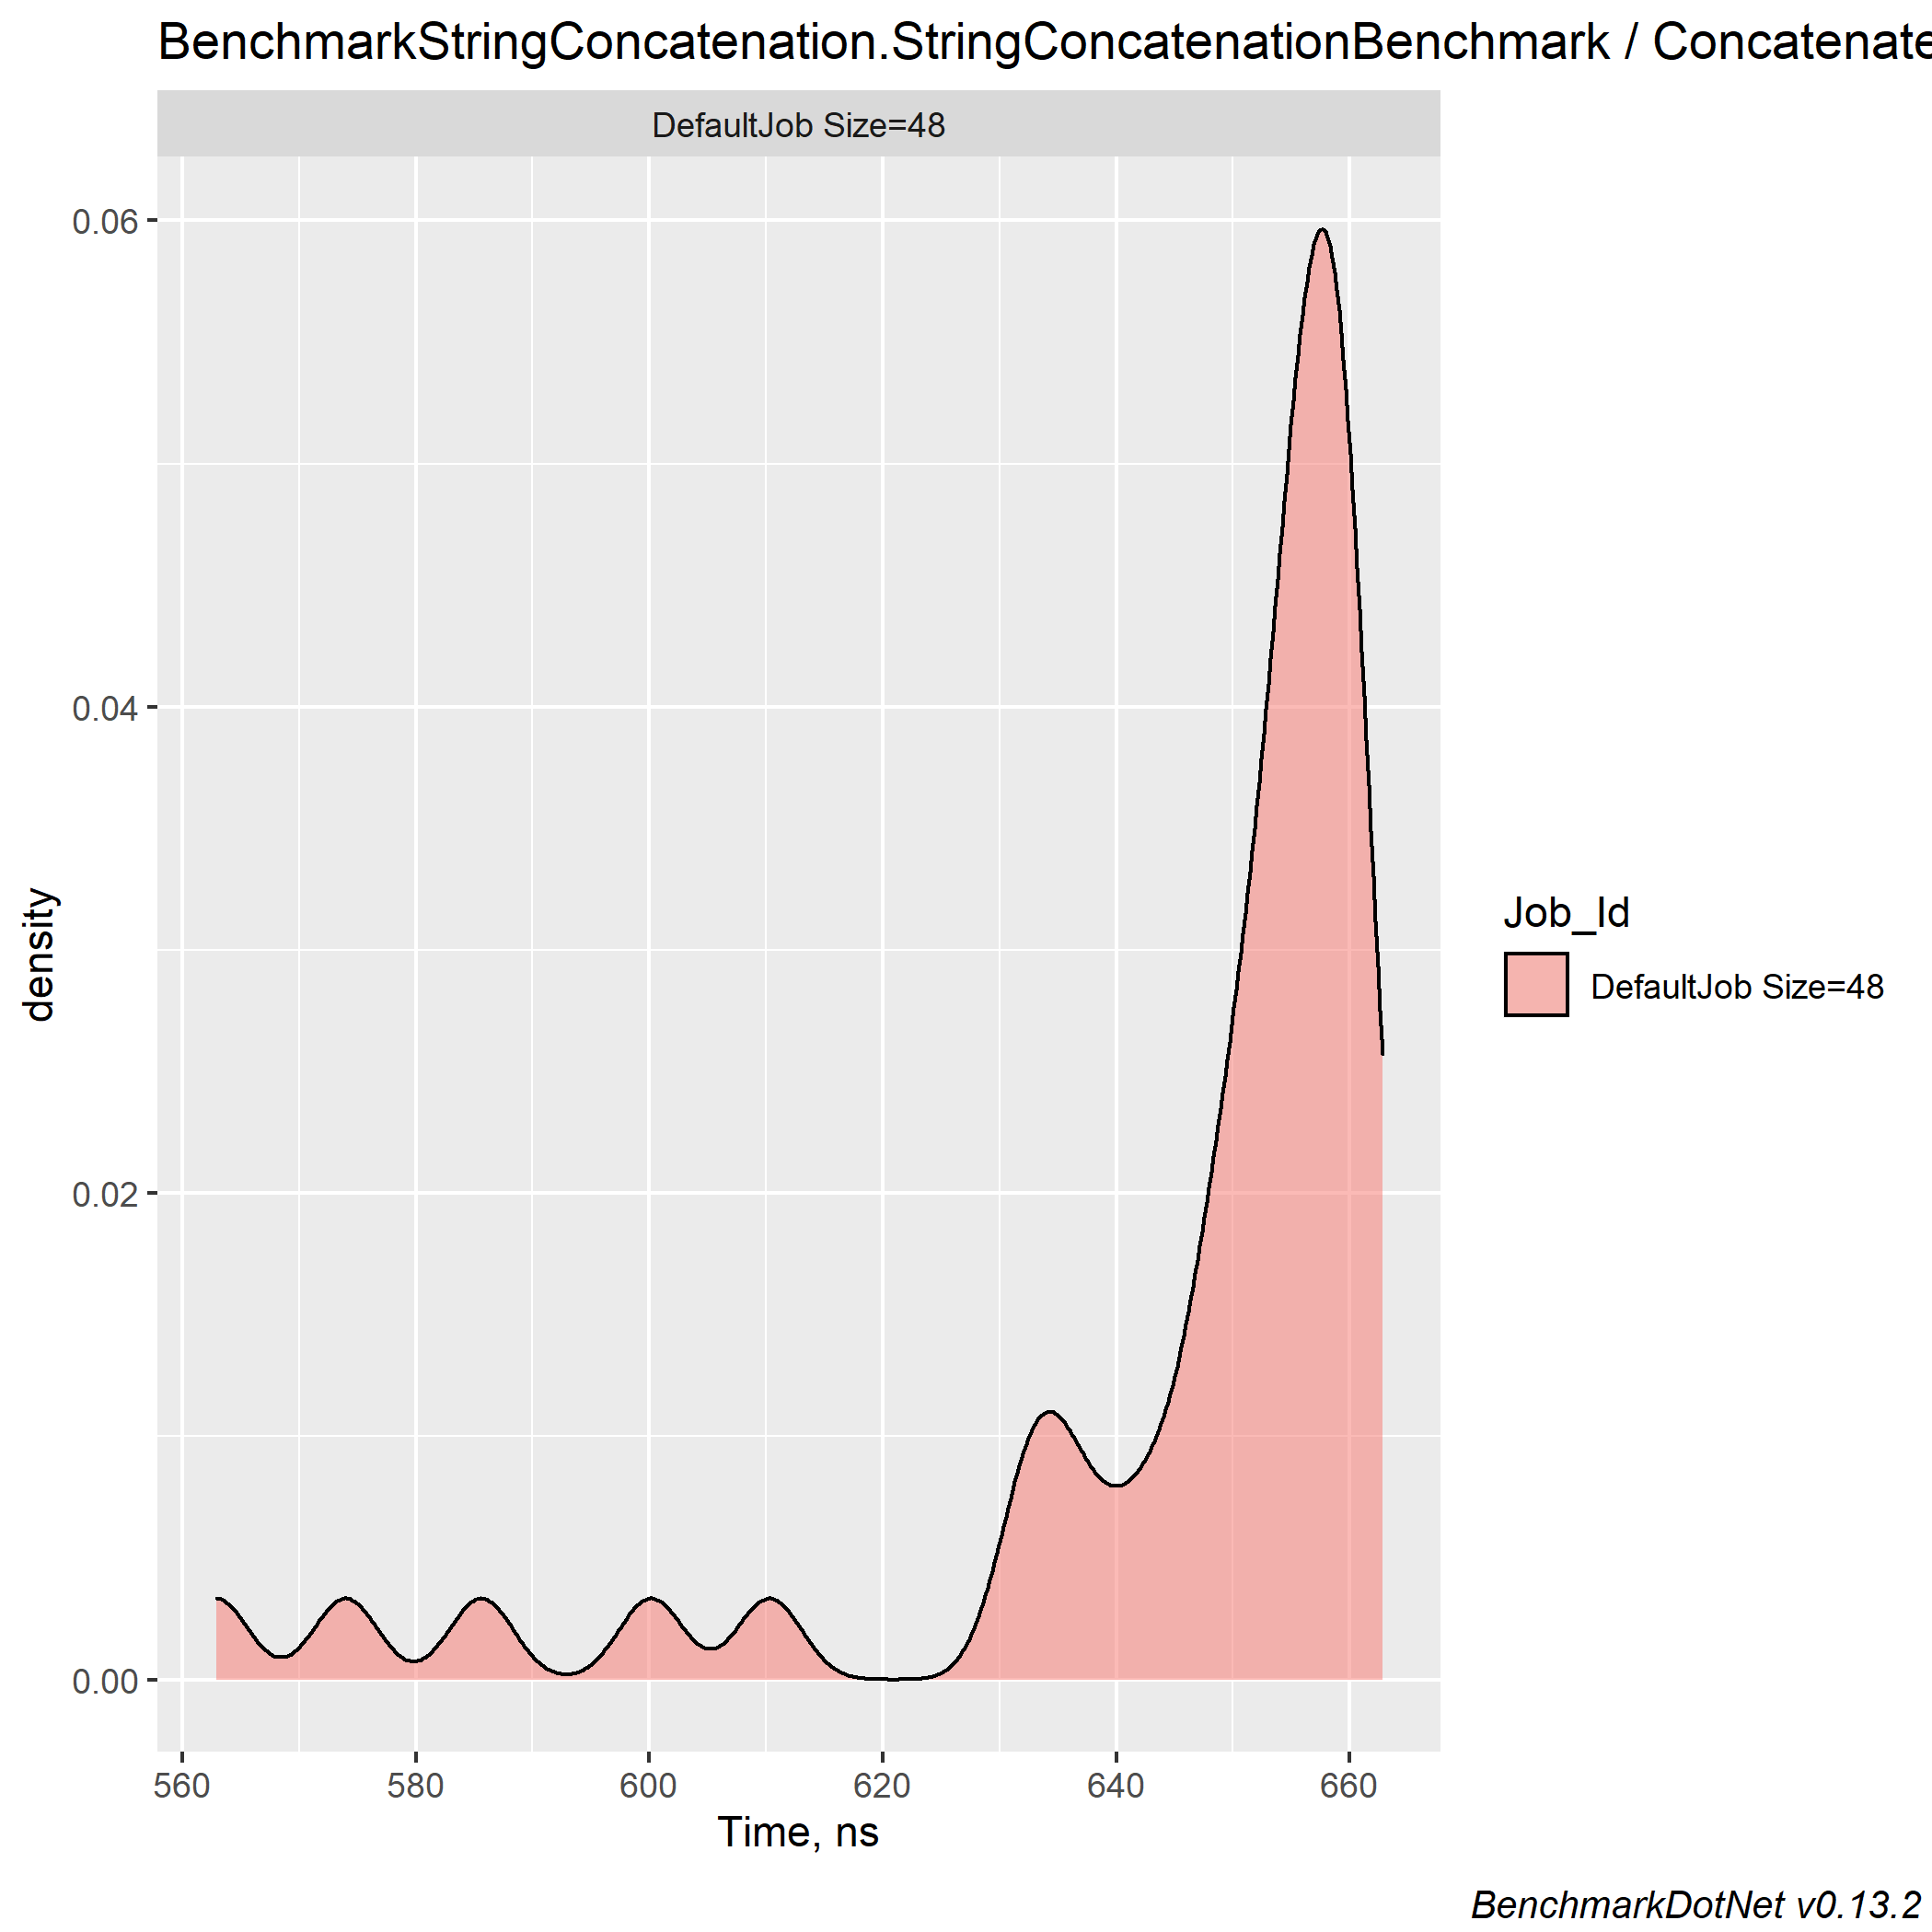 BenchmarkStringConcatenation.StringConcatenationBenchmark / Concatenate
DefaultJob Size=48
0.06
0.04
0.02
0.00
density
560 580 600 620 640 660
Time, ns
Job_Id
DefaultJob Size=48
BenchmarkDotNet v0.13.2